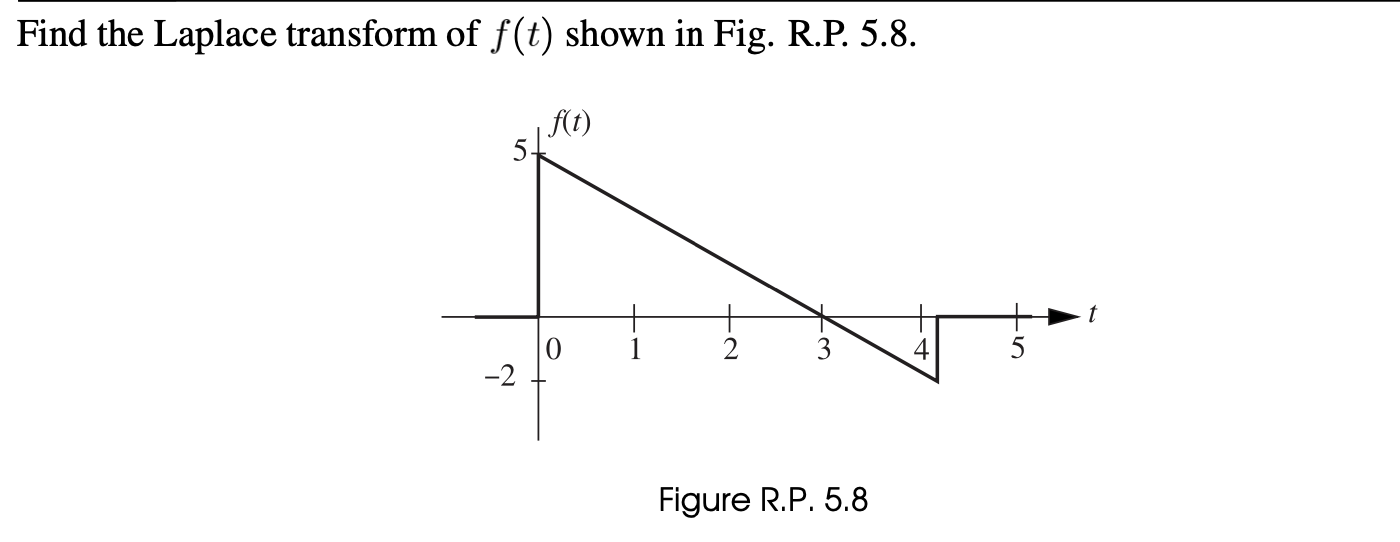 Find the Laplace transform of f(t) shown in Fig. R.P. 5.8.
f(t)
5
0 1 2 3 4 5 t
−2
Figure R.P. 5.8